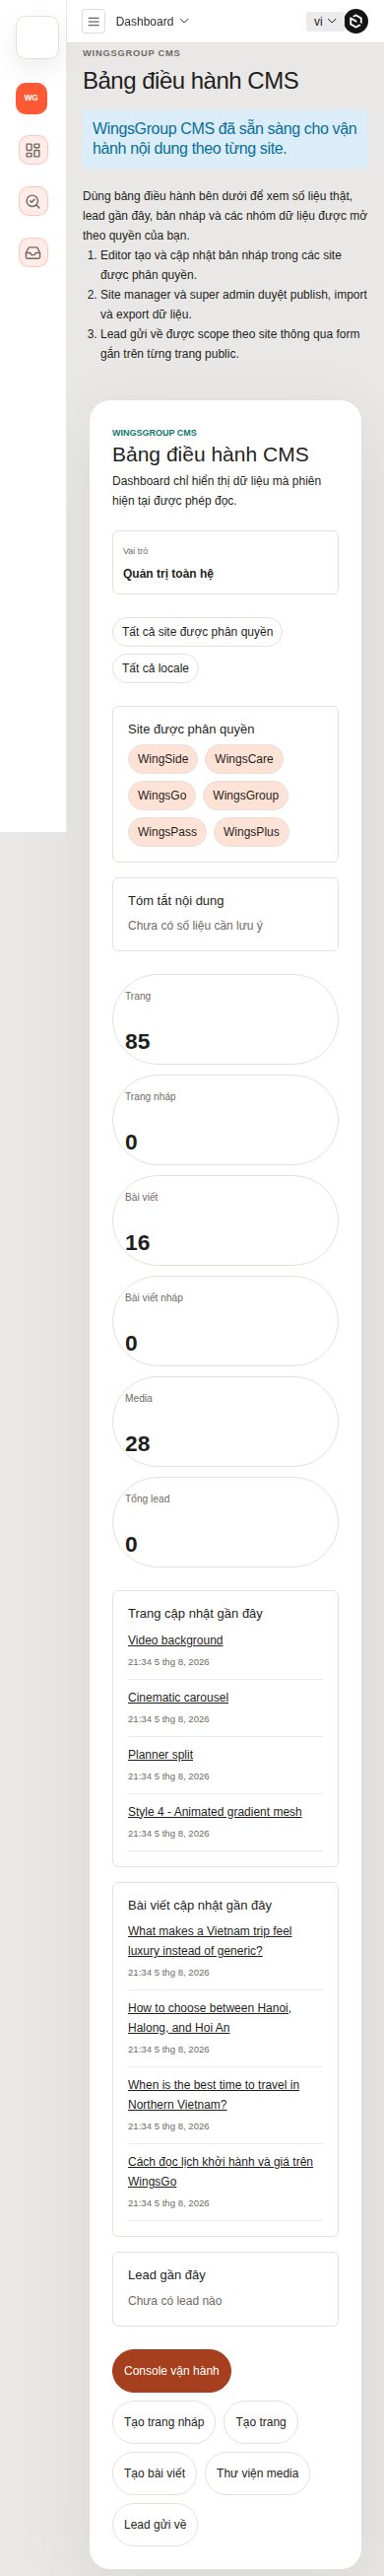 Dashboard
vi
WG
WINGSGROUP CMS
Bảng điều hành CMS
WingsGroup CMS đã sẵn sàng cho vận
hành nội dung theo từng site.
Dùng bảng điều hành bên dưới để xem số liệu thật,
lead gần đây, bản nháp và các nhóm dữ liệu được mở
theo quyền của bạn.
1. Editor tạo và cập nhật bản nháp trong các site
được phân quyền.
2. Site manager và super admin duyệt publish, import
và export dữ liệu.
3. Lead gửi về được scope theo site thông qua form
gắn trên từng trang public.
WINGSGROUP CMS
Bảng điều hành CMS
Dashboard chỉ hiển thị dữ liệu mà phiên
hiện tại được phép đọc.
Vai trò
Quản trị toàn hệ
Tất cả site được phân quyền
Tất cả locale
Site được phân quyền
WingSide WingsCare
WingsGo WingsGroup
WingsPass WingsPlus
Tóm tắt nội dung
Chưa có số liệu cần lưu ý
Trang
85
Trang nháp
0
Bài viết
16
Bài viết nháp
0
Media
28
Tổng lead
0
Trang cập nhật gần đây
Video background
21:34 5 thg 8, 2026
Cinematic carousel
21:34 5 thg 8, 2026
Planner split
21:34 5 thg 8, 2026
Style 4 - Animated gradient mesh
21:34 5 thg 8, 2026
Bài viết cập nhật gần đây
What makes a Vietnam trip feel
luxury instead of generic?
21:34 5 thg 8, 2026
How to choose between Hanoi,
Halong, and Hoi An
21:34 5 thg 8, 2026
When is the best time to travel in
Northern Vietnam?
21:34 5 thg 8, 2026
Cách đọc lịch khởi hành và giá trên
WingsGo
21:34 5 thg 8, 2026
Lead gần đây
Chưa có lead nào
Console vận hành
Tạo trang nháp Tạo trang
Tạo bài viết Thư viện media
Lead gửi về